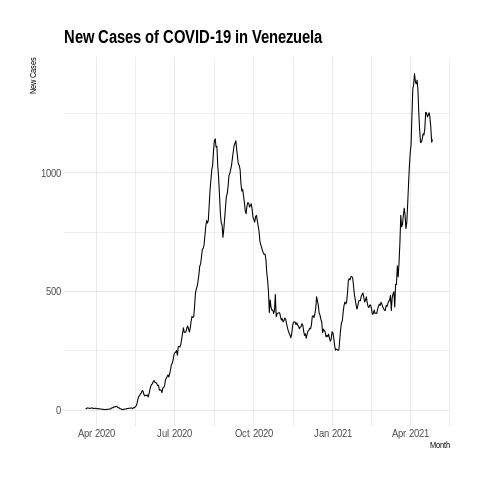 New Cases of COVID-19 in Venezuela
New Cases
1000
500
0
Apr 2020 Jul 2020 Oct 2020 Jan 2021 Apr 2021
Month